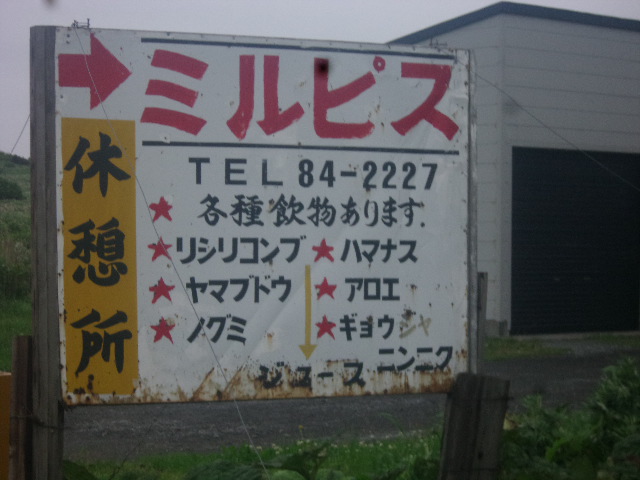 ミルピス
休憩所
TEL 84-2227
★ 各種飲物あります.
★ リシリコンブ ★ ハマナス
★ ヤマブドウ ★ アロエ
★ ノグミ ★ ギョウジャ
ジュース ニンニク